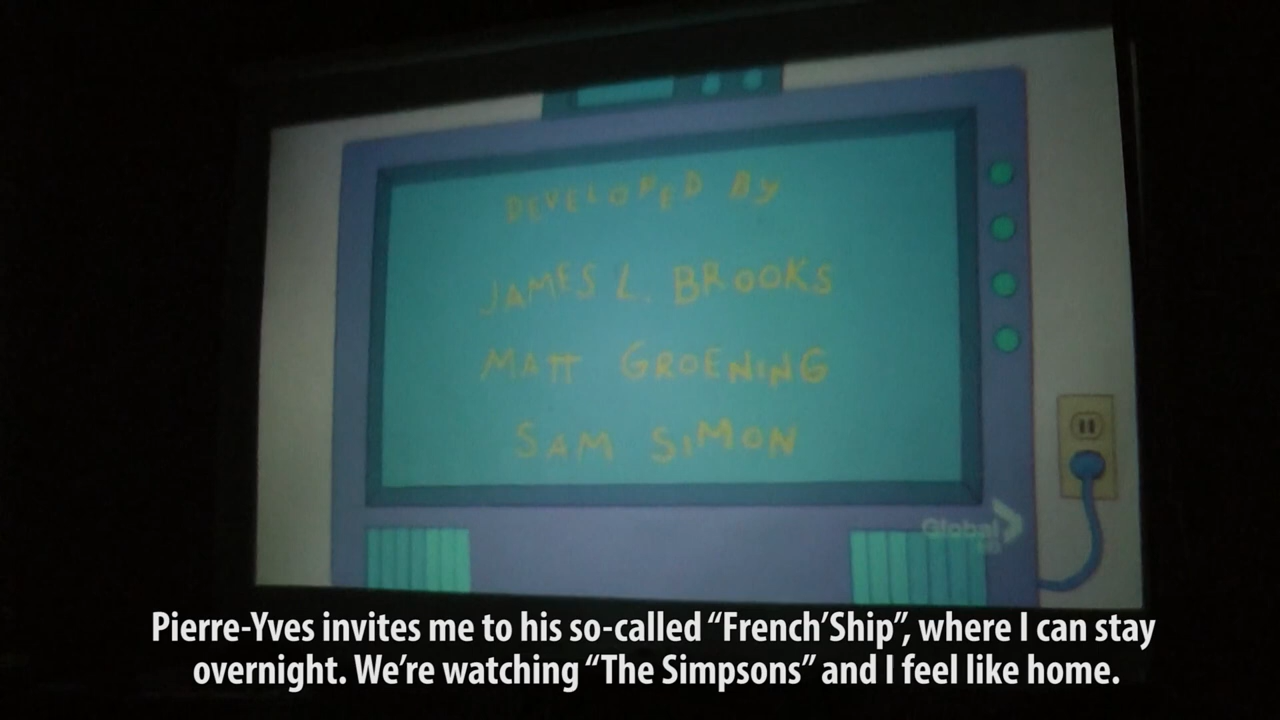 DEVELOPED BY
JAMES L. BROOKS
MATT GROENING
SAM SIMON
Global
HD
Pierre-Yves invites me to his so-called “French’Ship”, where I can stay
overnight. We’re watching “The Simpsons” and I feel like home.